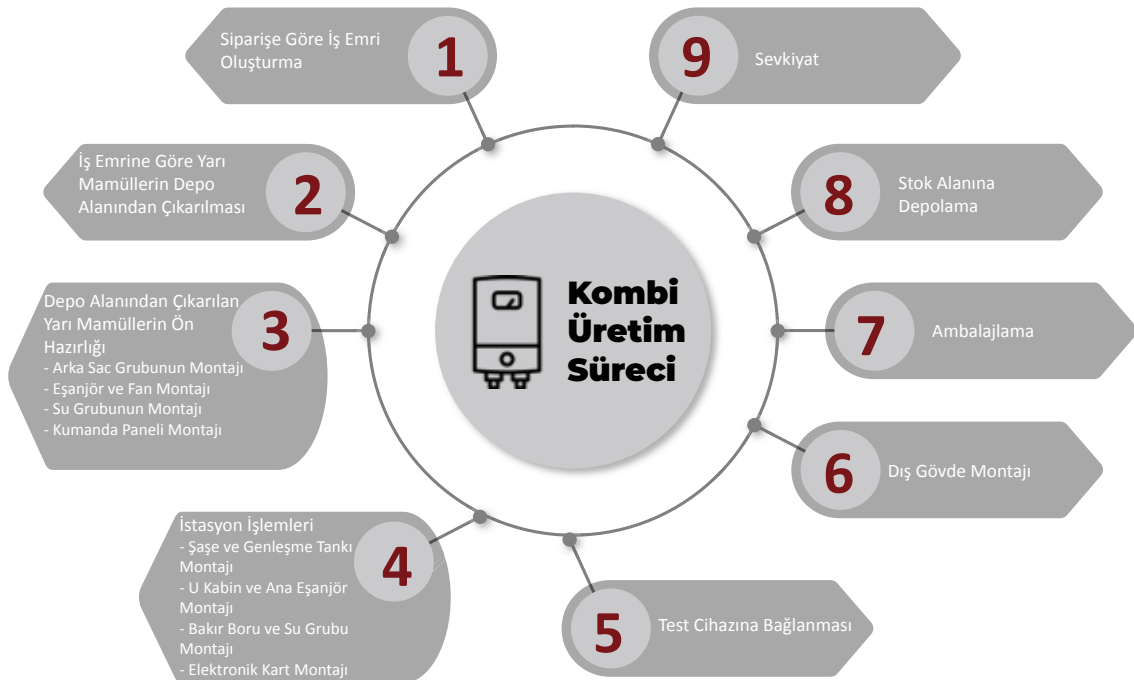 Kombi
Üretim
Süreci
1
Siparişe Göre İş Emri
Oluşturma
2
İş Emrine Göre Yarı
Mamüllerin Depo
Alanından Çıkarılması
3
Depo Alanından Çıkarılan
Yarı Mamüllerin Ön
Hazırlığı
- Arka Sac Grubunun Montajı
- Eşanjör ve Fan Montajı
- Su Grubunun Montajı
- Kumanda Paneli Montajı
4
İstasyon İşlemleri
- Şaşe ve Genleşme Tankı
Montajı
- U Kabin ve Ana Eşanjör
Montajı
- Bakır Boru ve Su Grubu
Montajı
- Elektronik Kart Montajı
5
Test Cihazına Bağlanması
6
Dış Gövde Montajı
7
Ambalajlama
8
Stok Alanına
Depolama
9
Sevkiyat